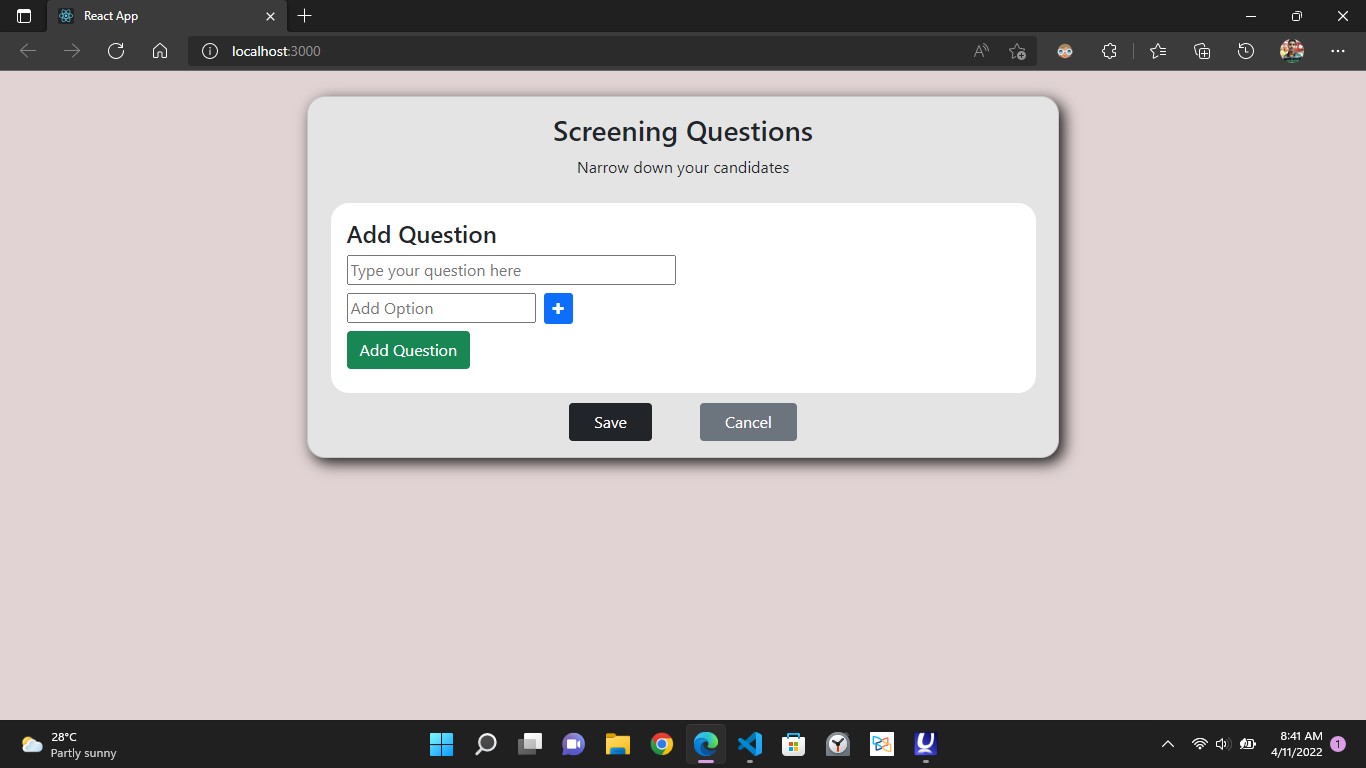 React App
localhost:3000
Screening Questions
Narrow down your candidates
Add Question
Type your question here
Add Option
+
Add Question
Save
Cancel
28°C
Partly sunny
8:41 AM
4/11/2022
1